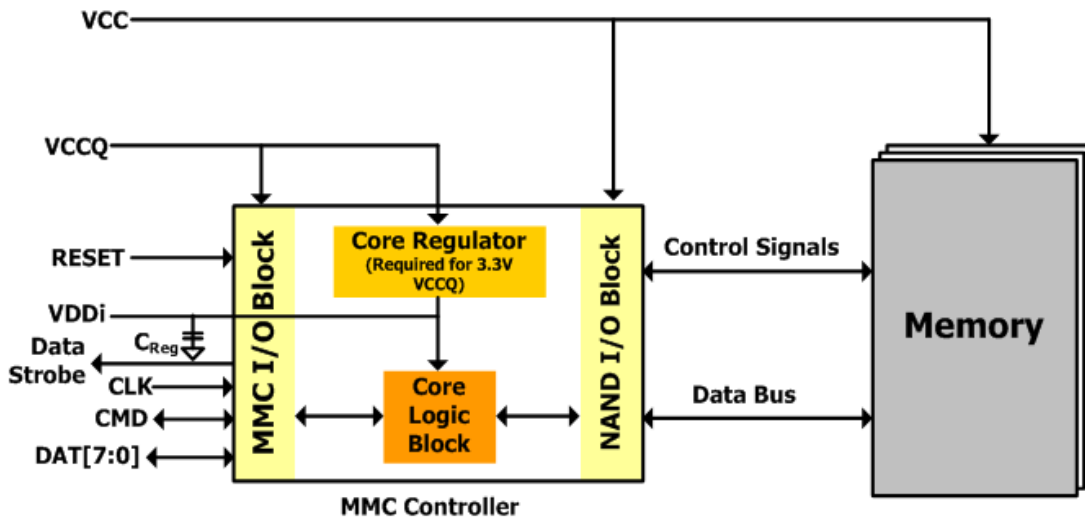 VCC
VCCQ
RESET
VDDi
C_Reg
Data
Strobe
CLK
CMD
DAT[7:0]
MMC I/O Block
Core Regulator
(Required for 3.3V
VCCQ)
Core
Logic
Block
NAND I/O Block
MMC Controller
Control Signals
Data Bus
Memory